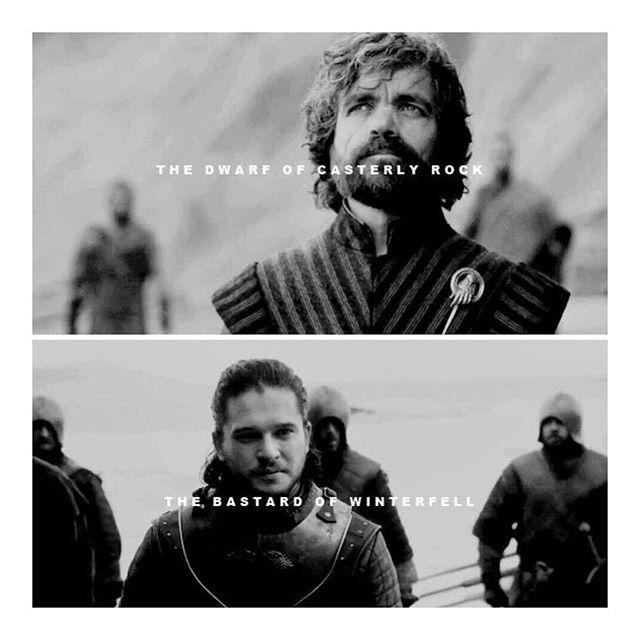 THE DWARF OF CASTERLY ROCK
THE BASTARD OF WINTERFELL